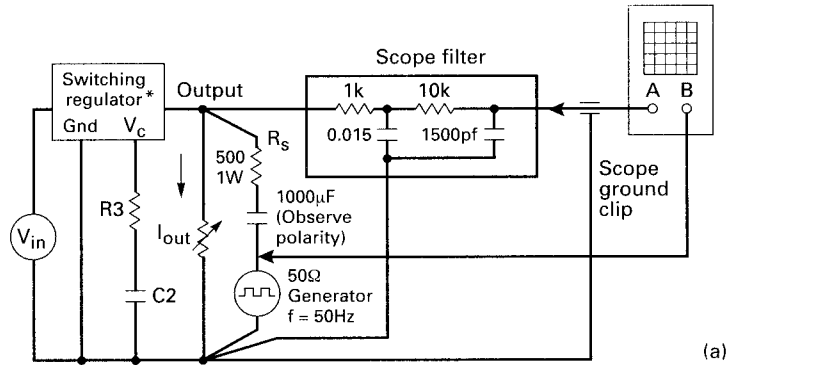 Scope filter
A B
Switching
regulator*
Gnd
Vc
Output
1k
10k
0.015
1500pf
Rs
500
1W
1000μF
(Observe
polarity)
Scope
ground
clip
R3
Iout
Vin
C2
50Ω
Generator
f = 50Hz
(a)